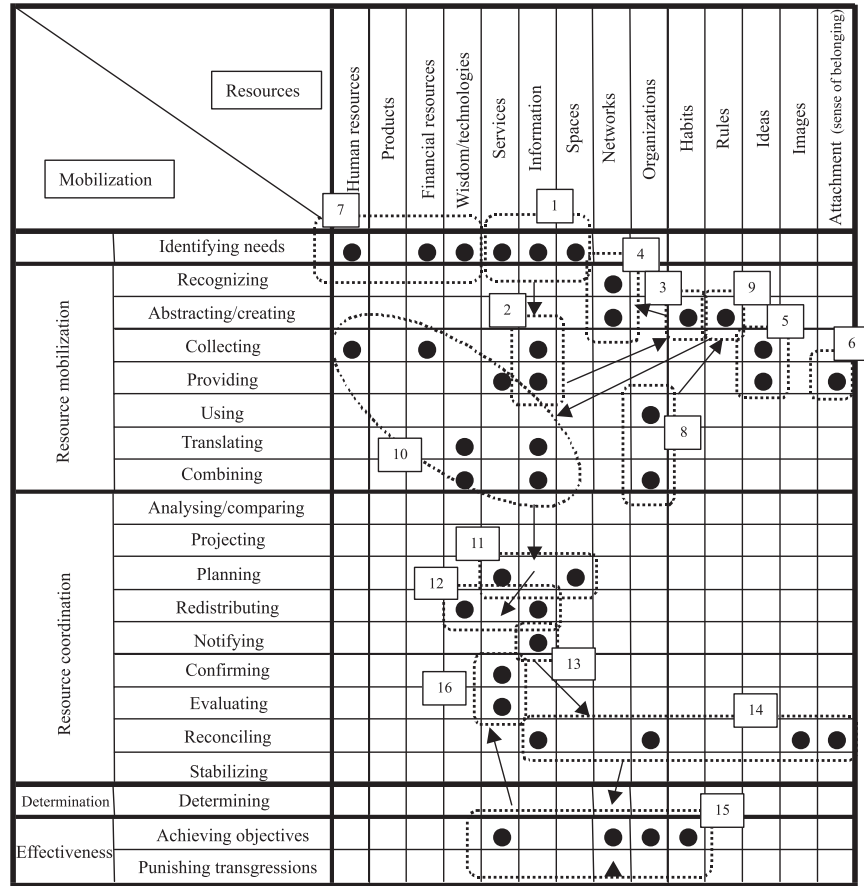 Resources
Mobilization
Human resources
Products
Financial resources
Wisdom/technologies
Services
Information
Spaces
Networks
Organizations
Habits
Rules
Ideas
Images
Attachment (sense of belonging)
7
1
Identifying needs
4
Resource mobilization
Recognizing
3
9
2
Abstracting/creating
5
Collecting
6
Providing
Using
8
Translating
10
Combining
Resource coordination
Analysing/comparing
Projecting
11
Planning
12
Redistributing
Notifying
13
Confirming
16
Evaluating
14
Reconciling
Stabilizing
Determination
Determining
15
Effectiveness
Achieving objectives
Punishing transgressions